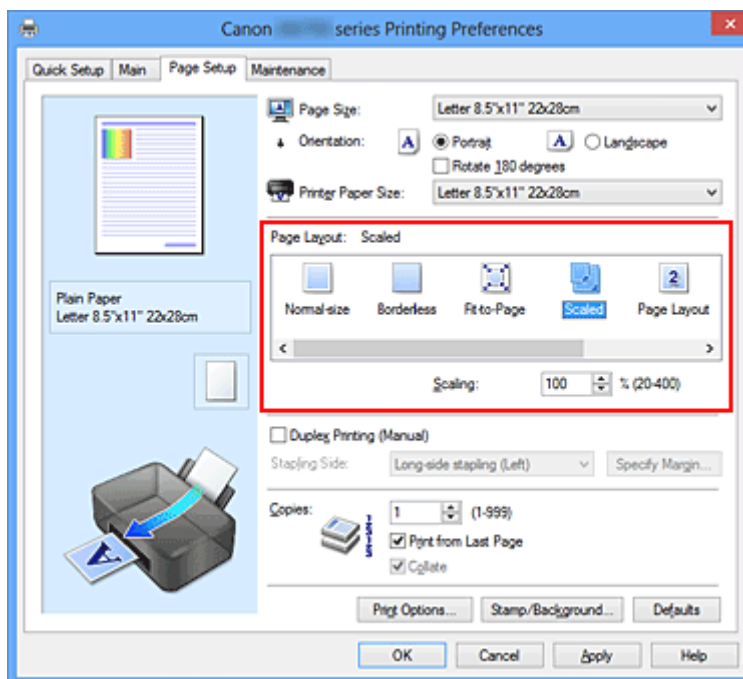 Canon series Printing Preferences
Quick Setup Main Page Setup Maintenance
Page Size: Letter 8.5"x11" 22x28cm
Orientation: A Portrait A Landscape
Rotate 180 degrees
Printer Paper Size: Letter 8.5"x11" 22x28cm
Page Layout: Scaled
Normal-size Borderless Fit-to-Page Scaled Page Layout
Scaling: 100 % (20-400)
Plain Paper
Letter 8.5"x11" 22x28cm
Duplex Printing (Manual)
Stapling Side: Long-side stapling (Left) Specify Margin...
Copies: 1 (1-999)
Print from Last Page
Collate
Print Options... Stamp/Background... Defaults
OK Cancel Apply Help